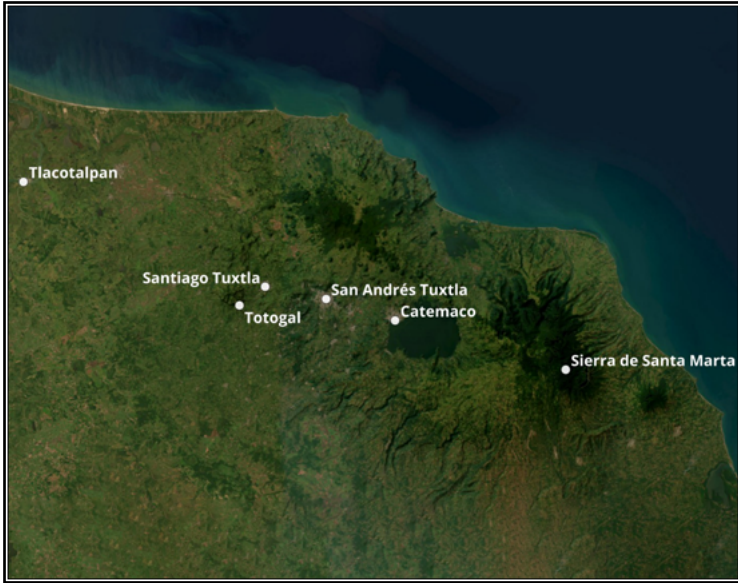 Tlacotalpan
Santiago Tuxtla
San Andrés Tuxtla
Totogal
Catemaco
Sierra de Santa Marta